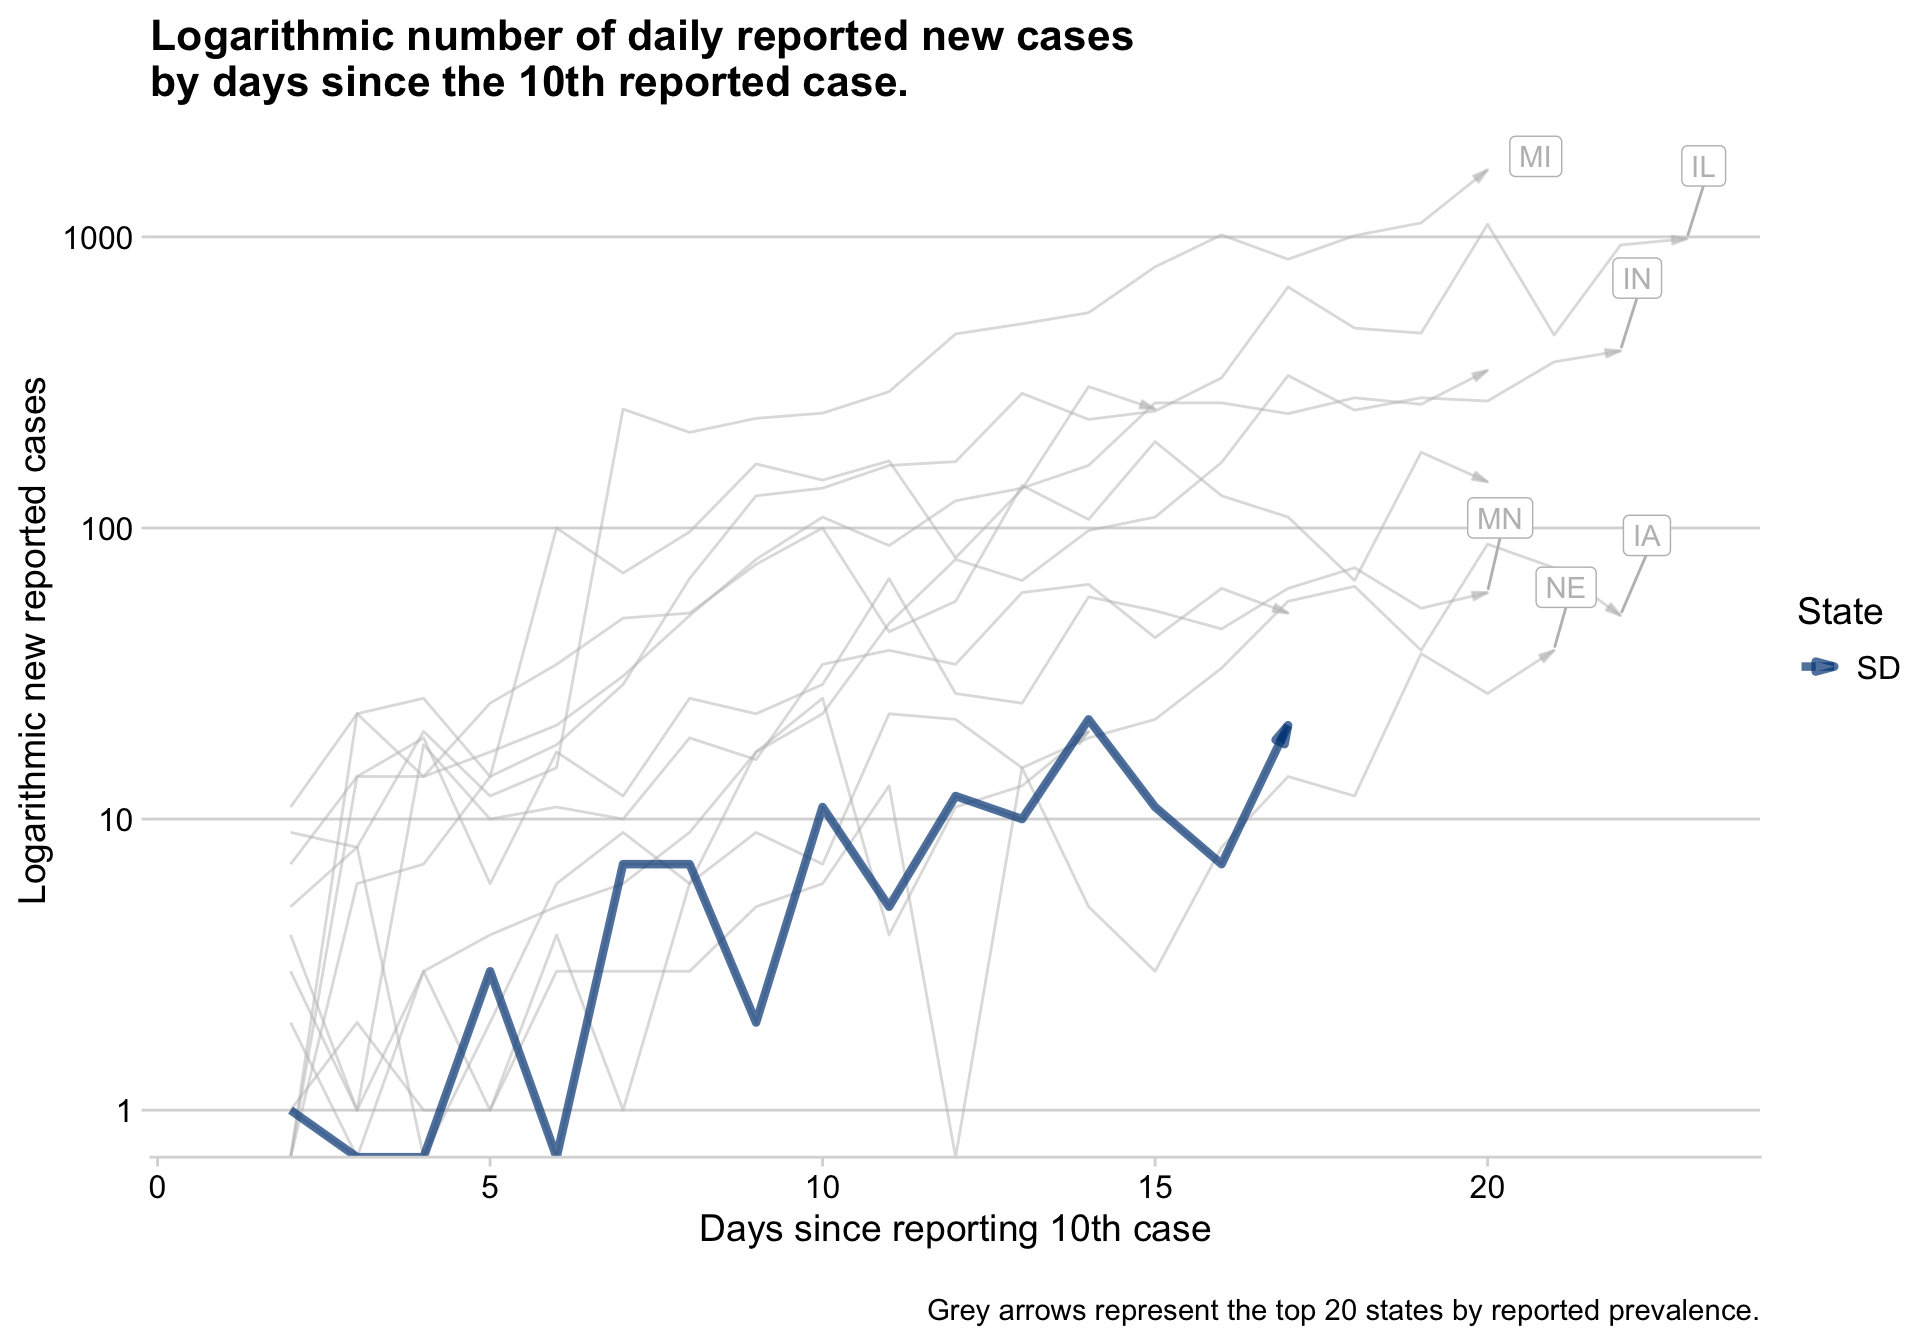 Logarithmic number of daily reported new cases
by days since the 10th reported case.
MI
IL
1000
IN
100
MN
IA
NE
10
1
Logarithmic new reported cases
State
SD
0 5 10 15 20
Days since reporting 10th case
Grey arrows represent the top 20 states by reported prevalence.